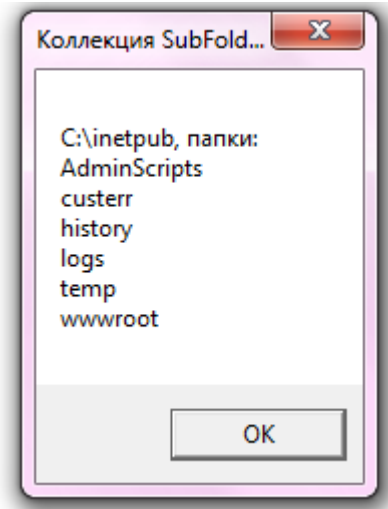 Коллекция SubFold...
C:\inetpub, папки:
AdminScripts
custerr
history
logs
temp
wwwroot
OK